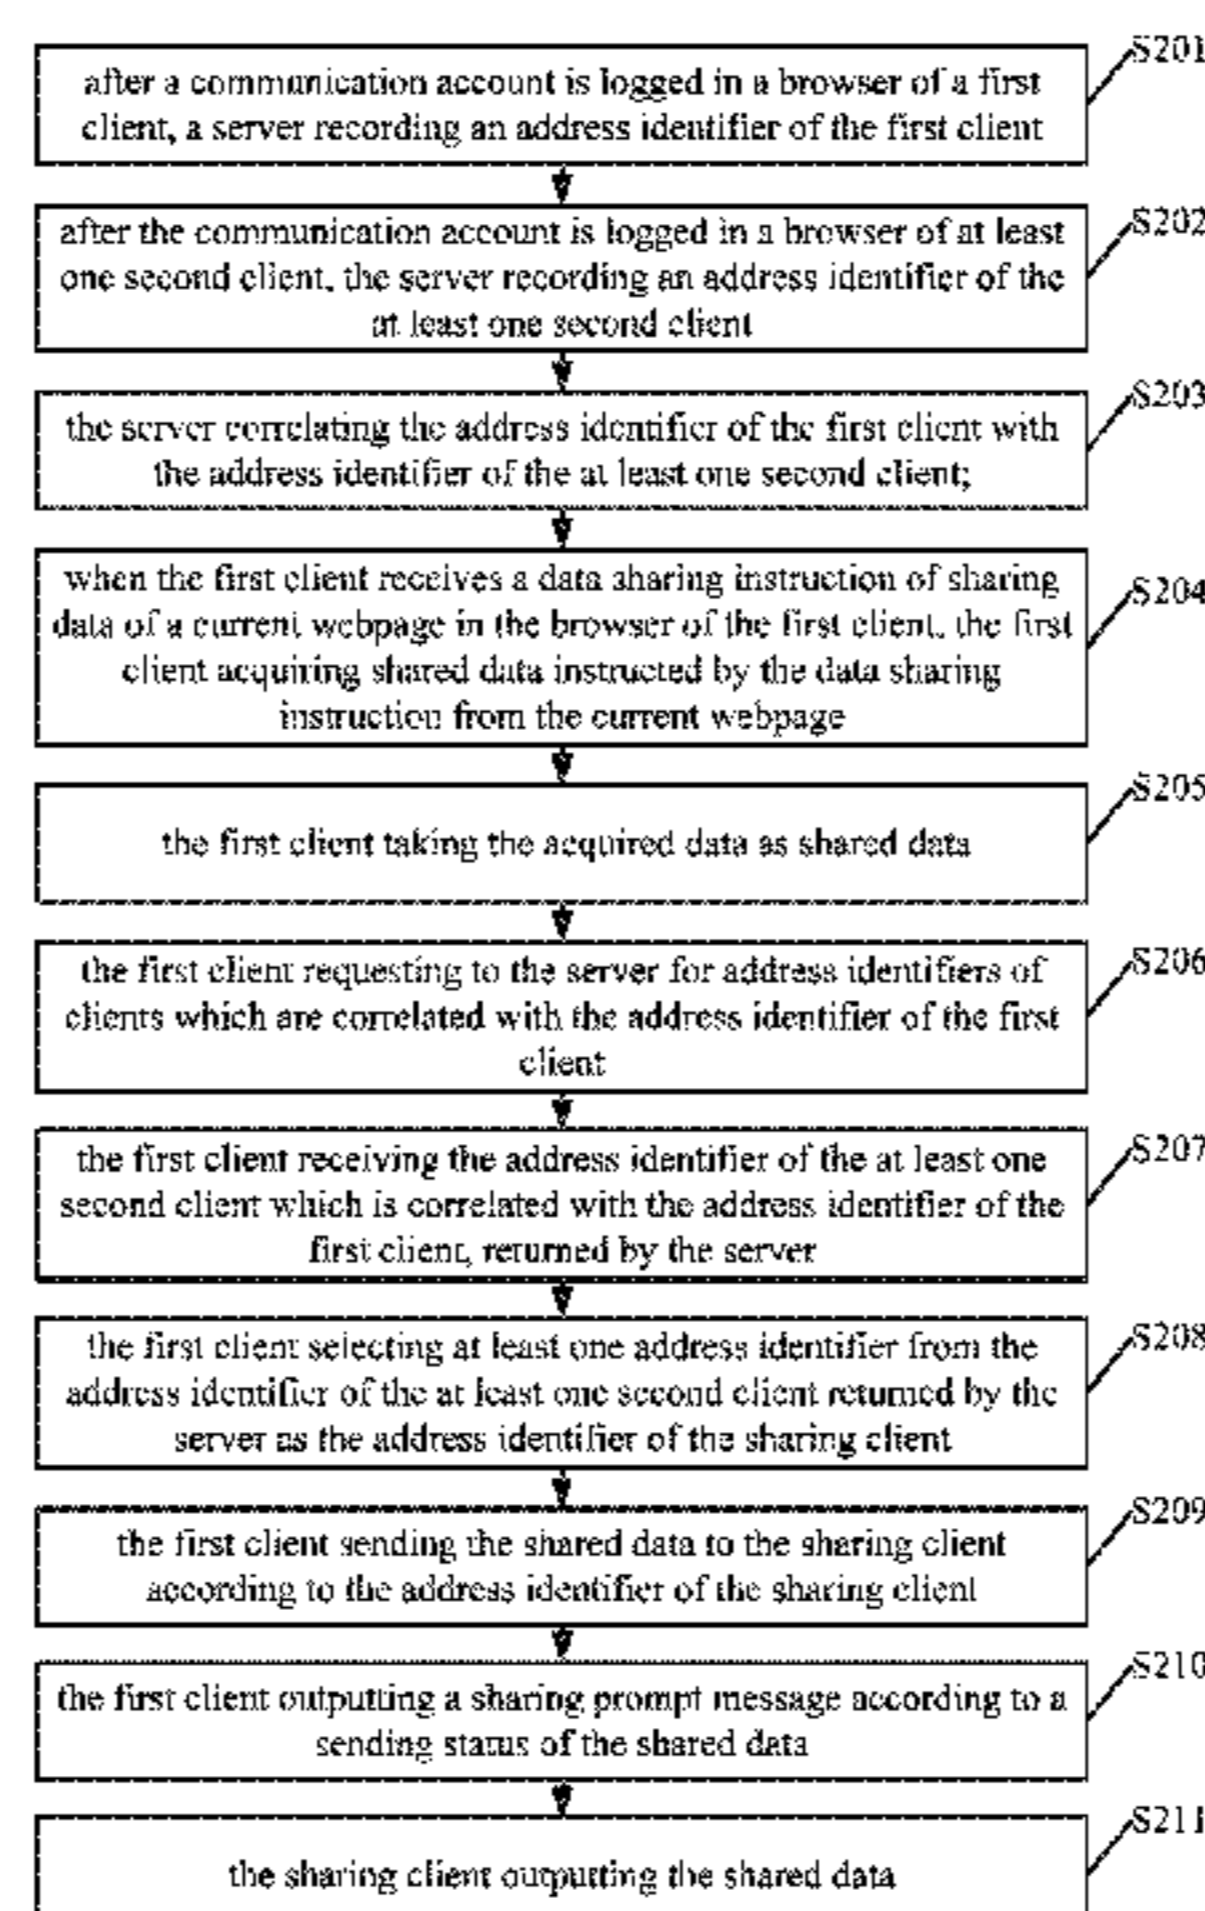 S201
after a communication account is logged in a browser of a first
client, a server recording an address identifier of the first client
S202
after the communication account is logged in a browser of at least
one second client, the server recording an address identifier of the
at least one second client
S203
the server correlating the address identifier of the first client with
the address identifier of the at least one second client;
S204
when the first client receives a data sharing instruction of sharing
data of a current webpage in the browser of the first client, the first
client acquiring shared data instructed by the data sharing
instruction from the current webpage
S205
the first client taking the acquired data as shared data
S206
the first client requesting to the server for address identifiers of
clients which are correlated with the address identifier of the first
client
S207
the first client receiving the address identifier of the at least one
second client which is correlated with the address identifier of the
first client, returned by the server
S208
the first client selecting at least one address identifier from the
address identifier of the at least one second client returned by the
server as the address identifier of the sharing client
S209
the first client sending the shared data to the sharing client
according to the address identifier of the sharing client
S210
the first client outputting a sharing prompt message according to a
sending status of the shared data
S211
the sharing client outputting the shared data